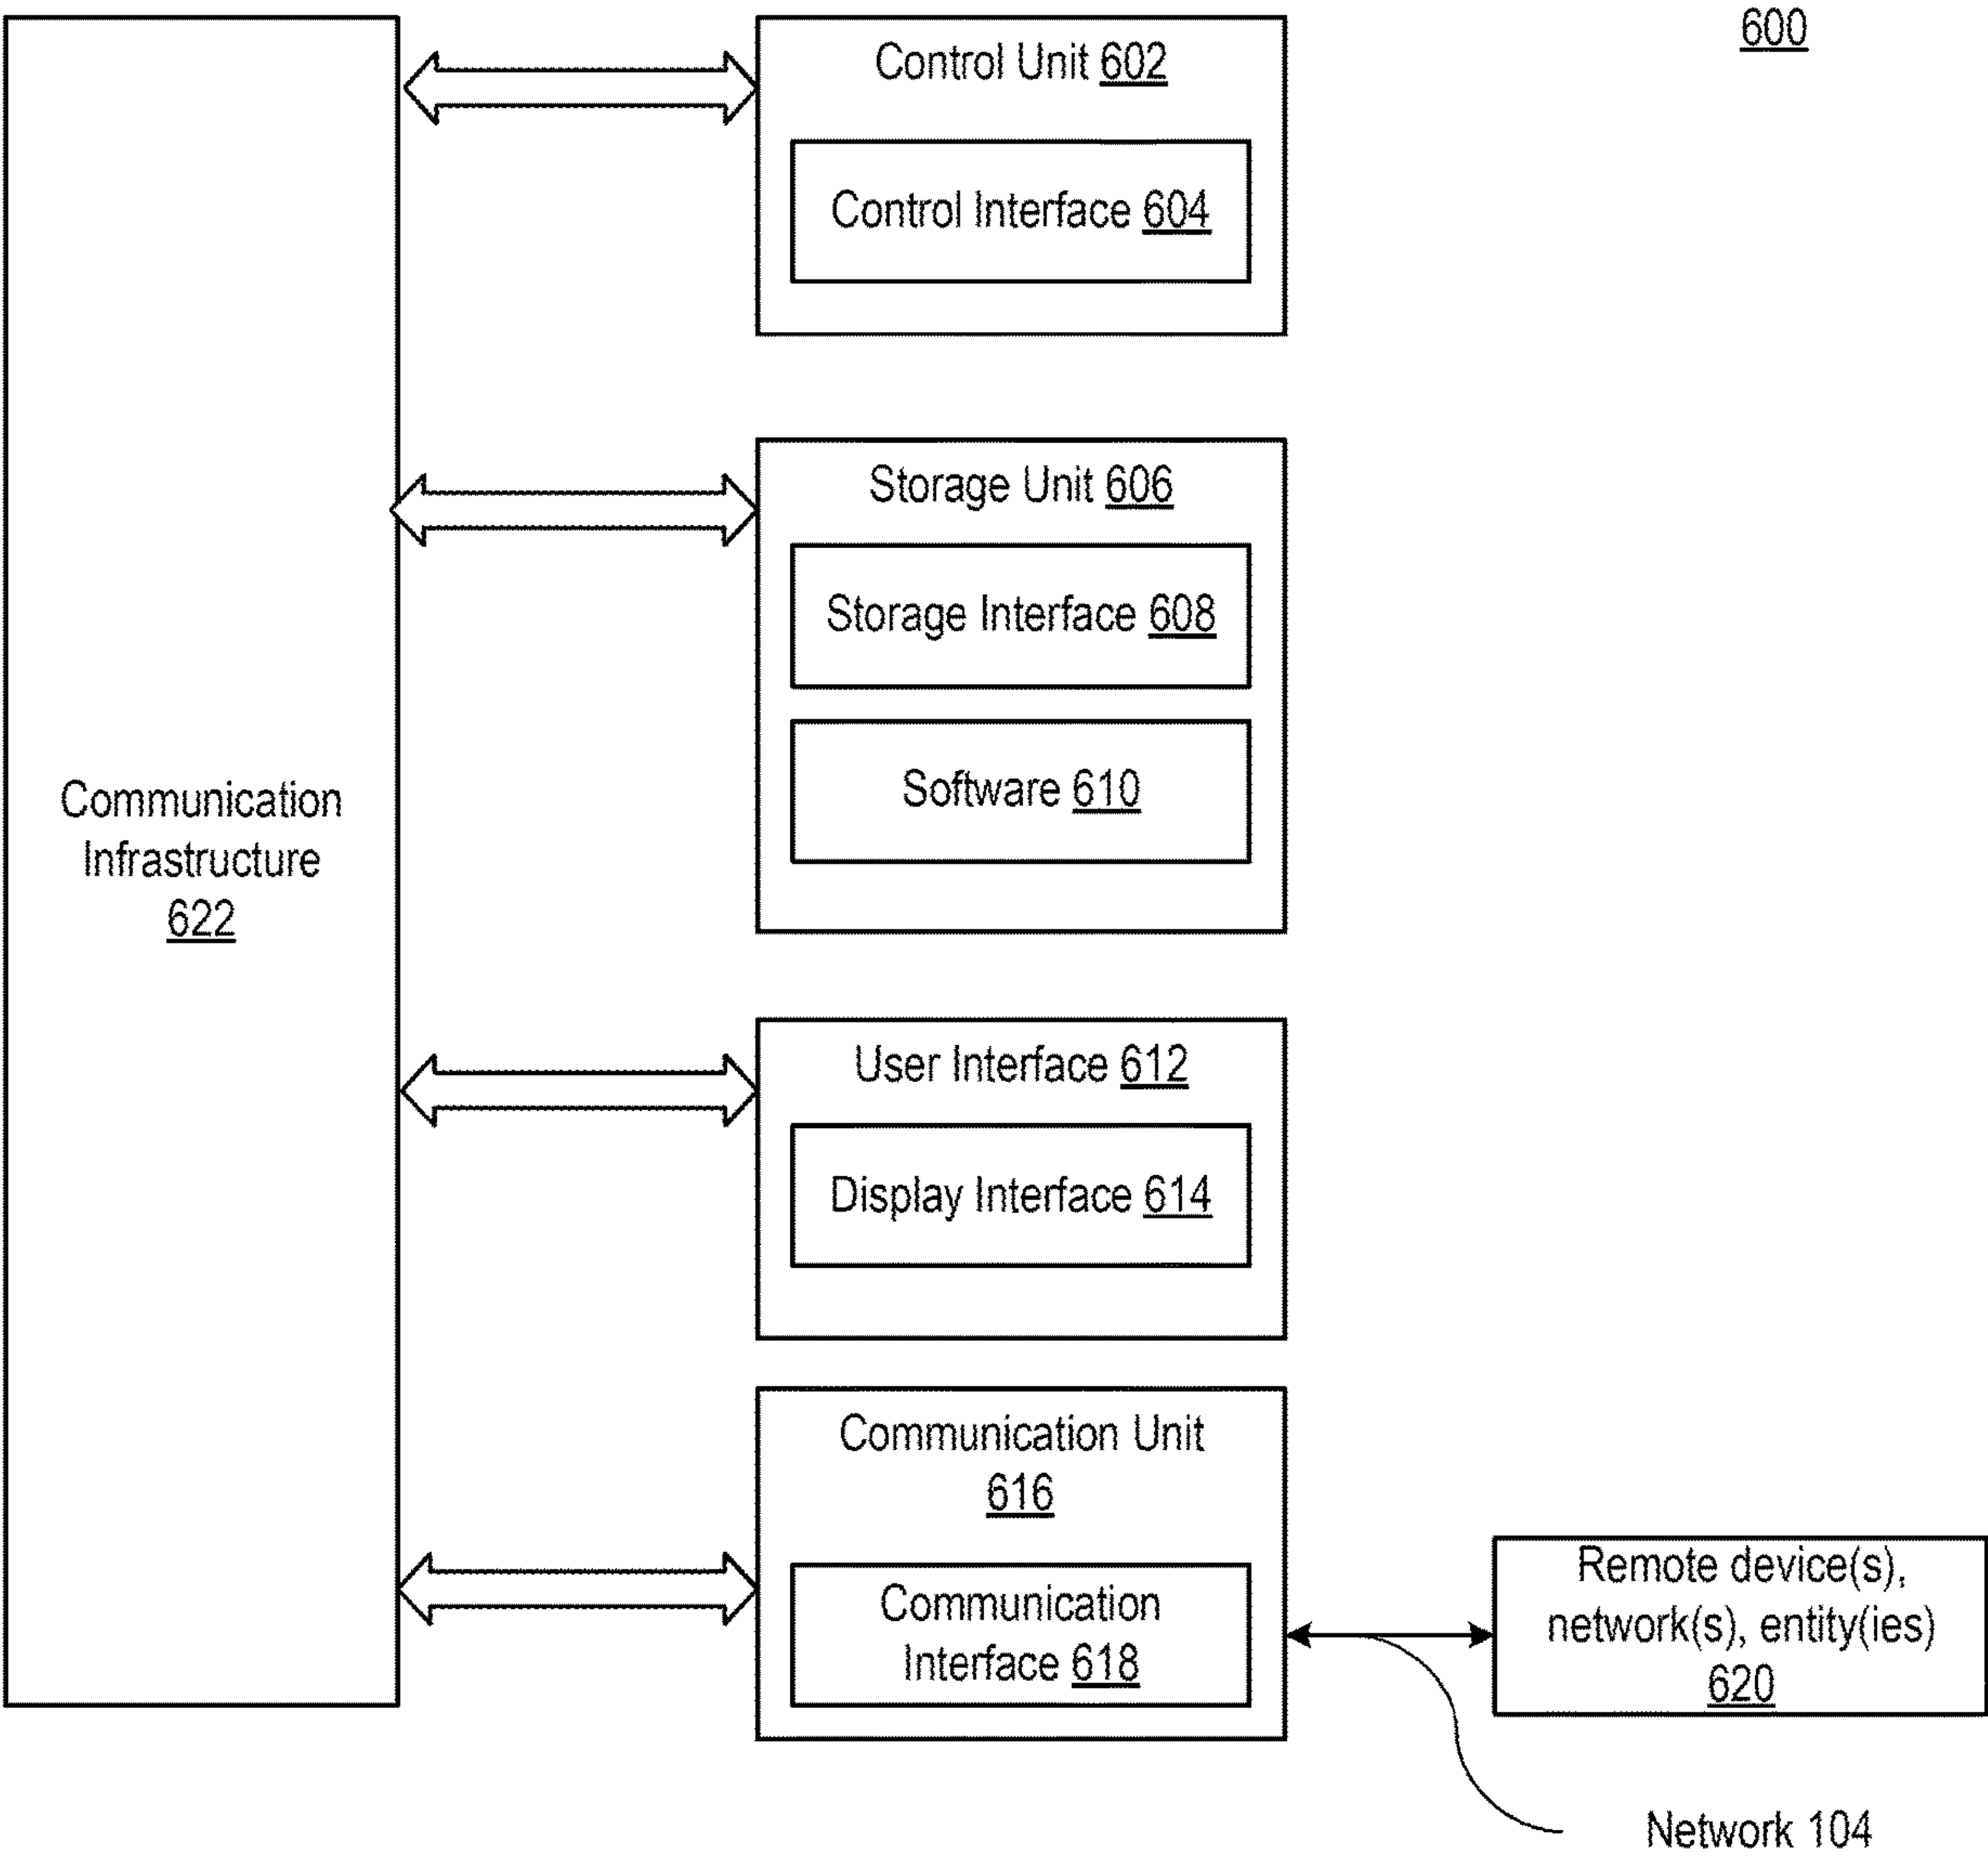 600
Control Unit 602
Control Interface 604
Storage Unit 606
Storage Interface 608
Software 610
Communication
Infrastructure
622
User Interface 612
Display Interface 614
Communication Unit
616
Communication
Interface 618
Remote device(s),
network(s), entity(ies)
620
Network 104